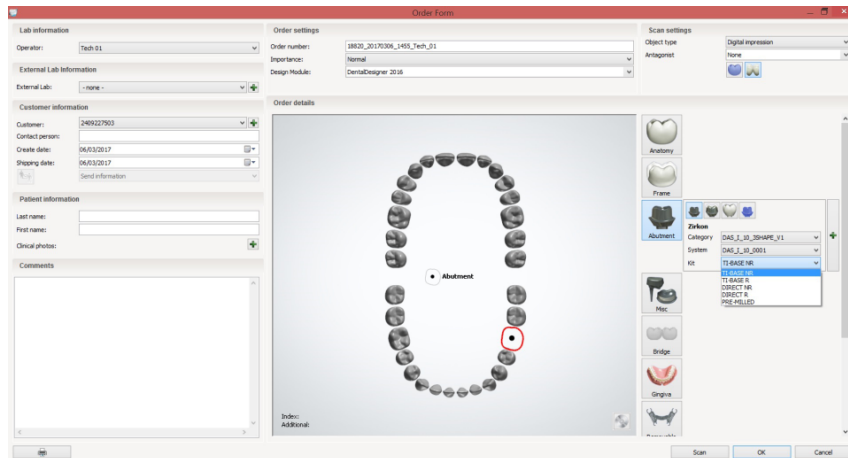 Order Form
Lab information
Operator:
Tech 01
External Lab Information
External Lab:
- none -
Customer information
Customer:
2489227503
Contact person:
Create date:
06/03/2017
Shipping date:
06/03/2017
Send information
Patient information
Last name:
First name:
Clinical photos:
Comments
Order settings
Order number:
18820_20170306_1455_Tech_01
Importance:
Normal
Design Module:
DentalDesigner 2016
Order details
Abutment
Index:
Additional:
Scan settings
Object type
Digital impression
Antagonist
None
Anatomy
Frame
Abutment
Zirkon
Category
DAS_I_10_3SHAPE_V1
System
DAS_I_10_0001
Kit
TI-BASE NR
TI-BASE NR
TI-BASE R
DIRECT NR
DIRECT R
PRE-MILLED
Misc
Bridge
Gingiva
Scan
OK
Cancel